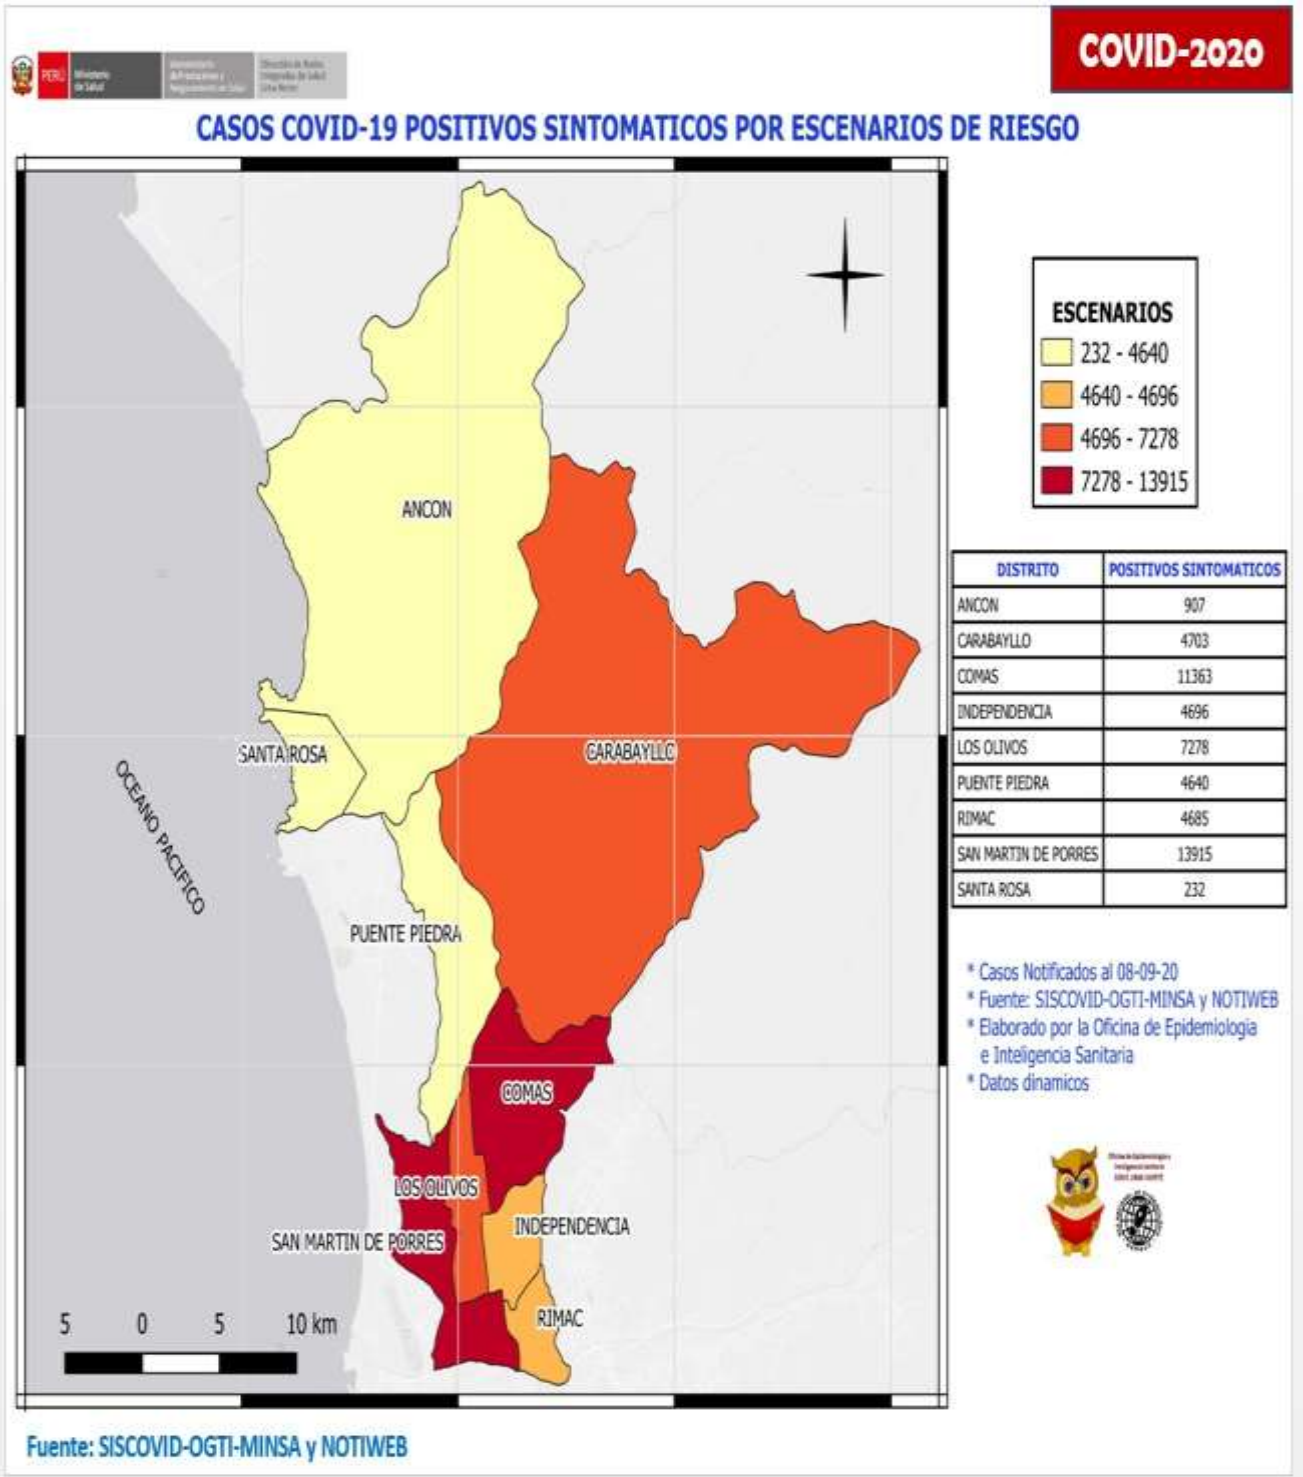 COVID-2020
PERÚ
Ministerio
de Salud
CASOS COVID-19 POSITIVOS SINTOMATICOS POR ESCENARIOS DE RIESGO
ESCENARIOS
232 - 4640
4640 - 4696
4696 - 7278
7278 - 13915
ANCON
SANTA ROSA
CARABAYLLO
OCEANO PACIFICO
PUENTE PIEDRA
COMAS
LOS OLIVOS
INDEPENDENCIA
SAN MARTIN DE PORRES
RIMAC
5 0 5 10 km
DISTRITO POSITIVOS SINTOMATICOS
ANCON 907
CARABAYLLO 4703
COMAS 11363
INDEPENDENCIA 4696
LOS OLIVOS 7278
PUENTE PIEDRA 4640
RIMAC 4685
SAN MARTIN DE PORRES 13915
SANTA ROSA 232
* Casos Notificados al 08-09-20
* Fuente: SISCOVID-OGTI-MINSA y NOTIWEB
* Elaborado por la Oficina de Epidemiologia
e Inteligencia Sanitaria
* Datos dinamicos
Fuente: SISCOVID-OGTI-MINSA y NOTIWEB